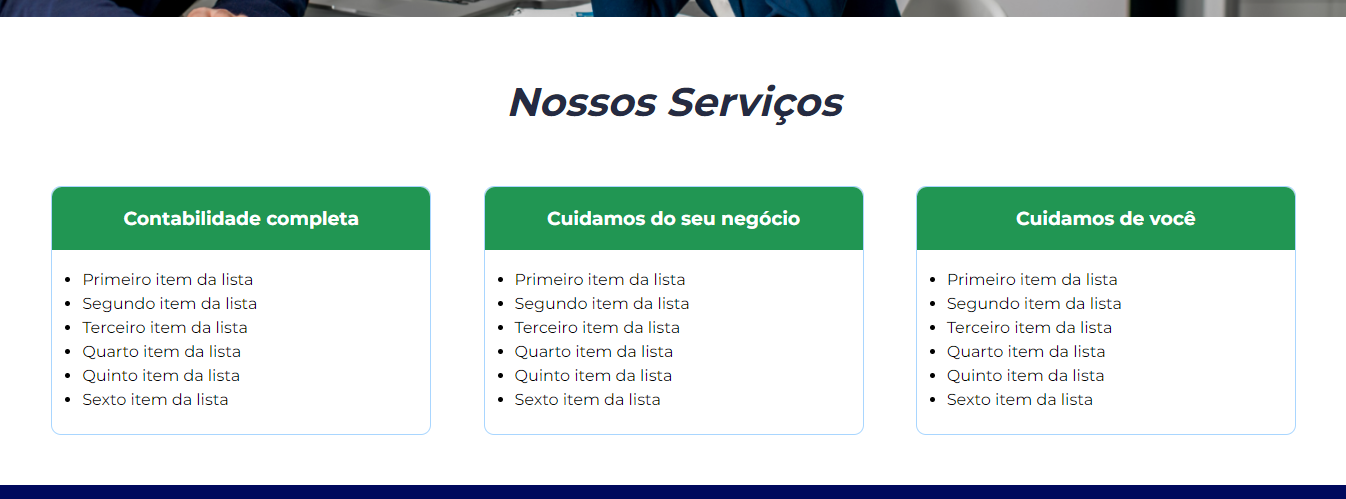 Nossos Serviços
Contabilidade completa
Primeiro item da lista
Segundo item da lista
Terceiro item da lista
Quarto item da lista
Quinto item da lista
Sexto item da lista
Cuidamos do seu negócio
Primeiro item da lista
Segundo item da lista
Terceiro item da lista
Quarto item da lista
Quinto item da lista
Sexto item da lista
Cuidamos de você
Primeiro item da lista
Segundo item da lista
Terceiro item da lista
Quarto item da lista
Quinto item da lista
Sexto item da lista